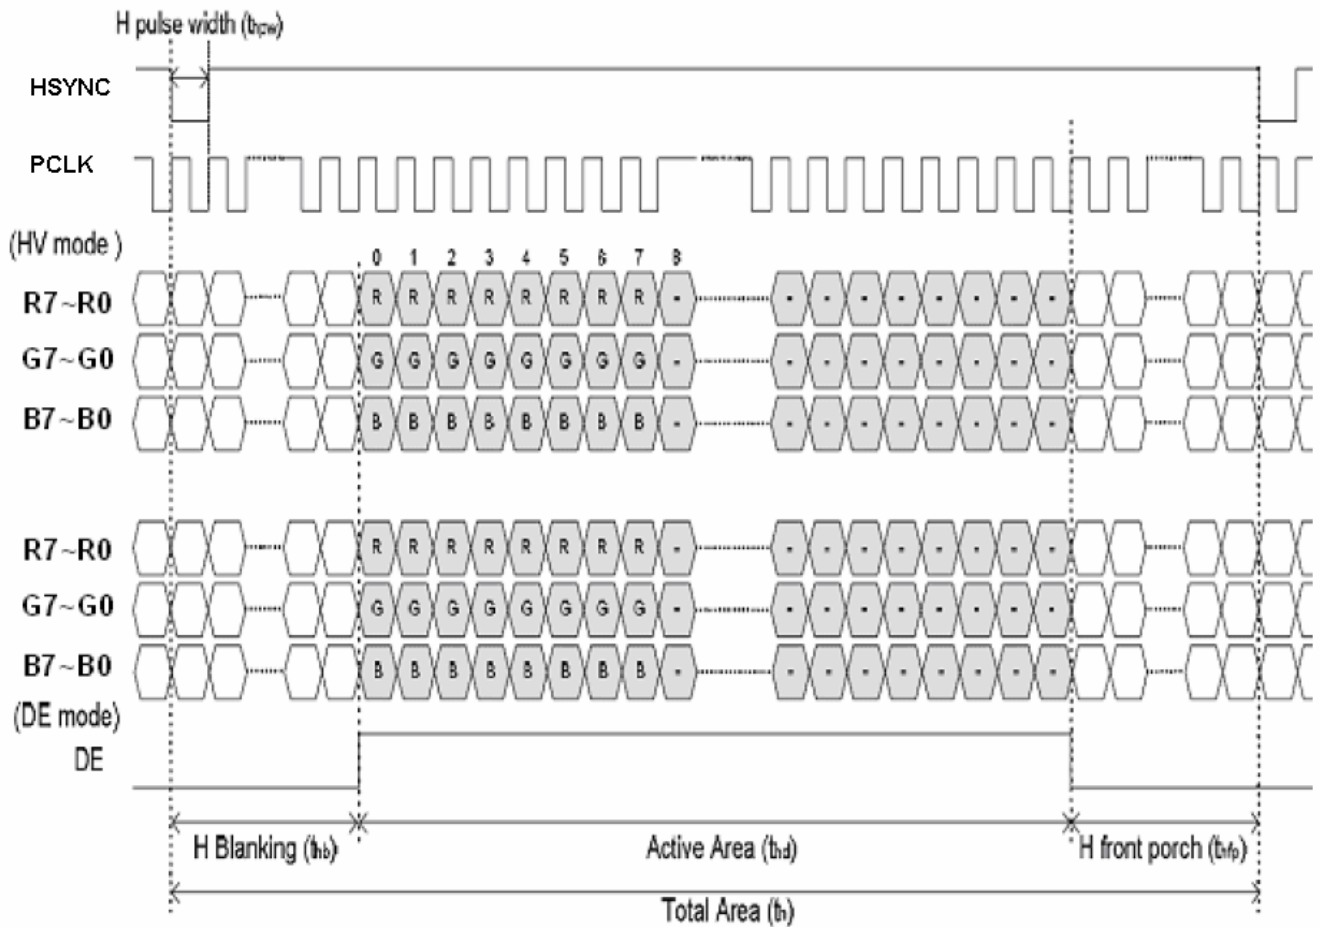 H pulse width (thpw)
HSYNC
PCLK
(HV mode )
0 1 2 3 4 5 6 7 8
R7~R0 R R R R R R R R - - - - - - - - -
G7~G0 G G G G G G G G - - - - - - - - -
B7~B0 B B B B B B B B - - - - - - - - -
R7~R0 R R R R R R R R - - - - - - - - -
G7~G0 G G G G G G G G - - - - - - - - -
B7~B0 B B B B B B B B - - - - - - - - -
(DE mode)
DE
H Blanking (thb) Active Area (thd) H front porch (thfp)
Total Area (th)